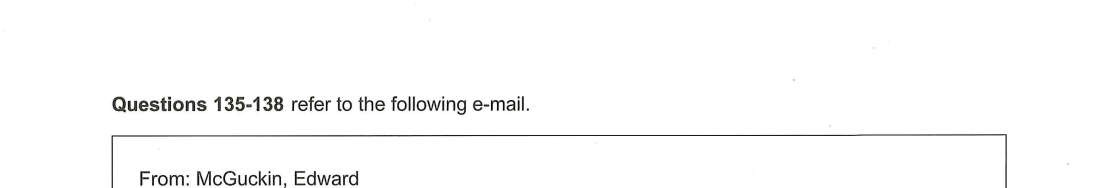 Questions 135-138 refer to the following e-mail.
From: McGuckin, Edward